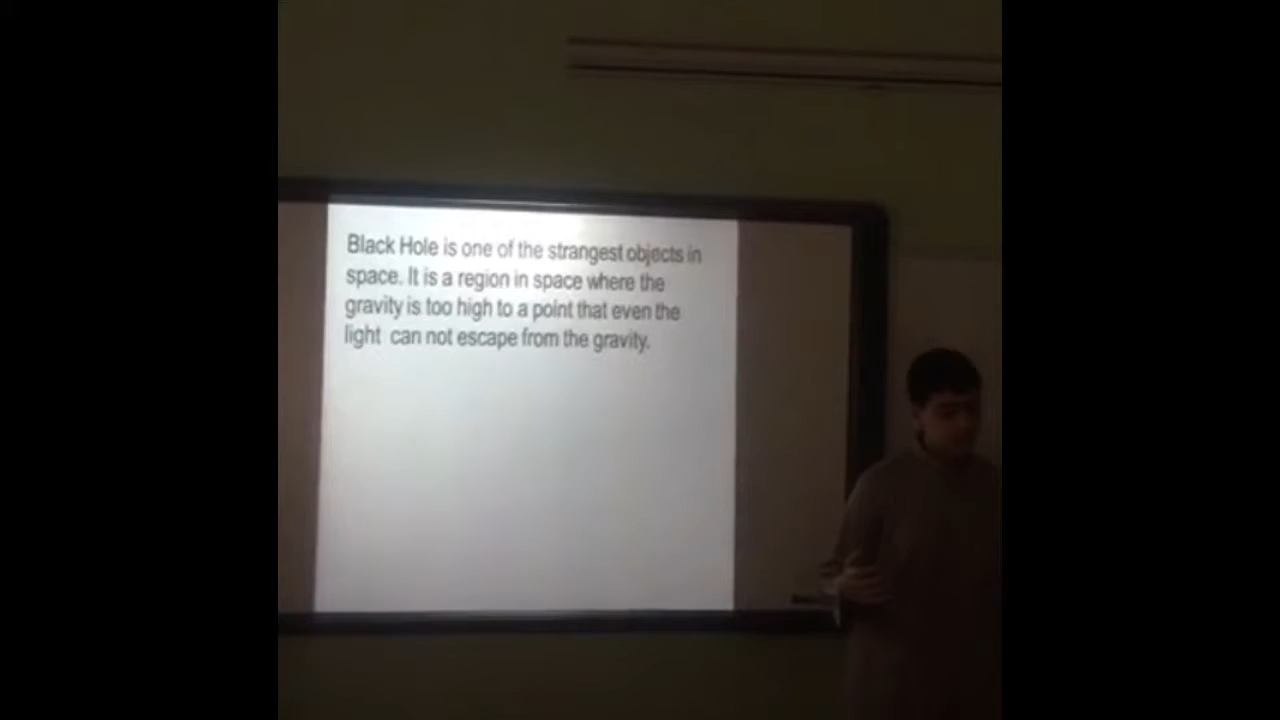 Black Hole is one of the strangest objects in
space. It is a region in space where the
gravity is too high to a point that even the
light can not escape from the gravity.